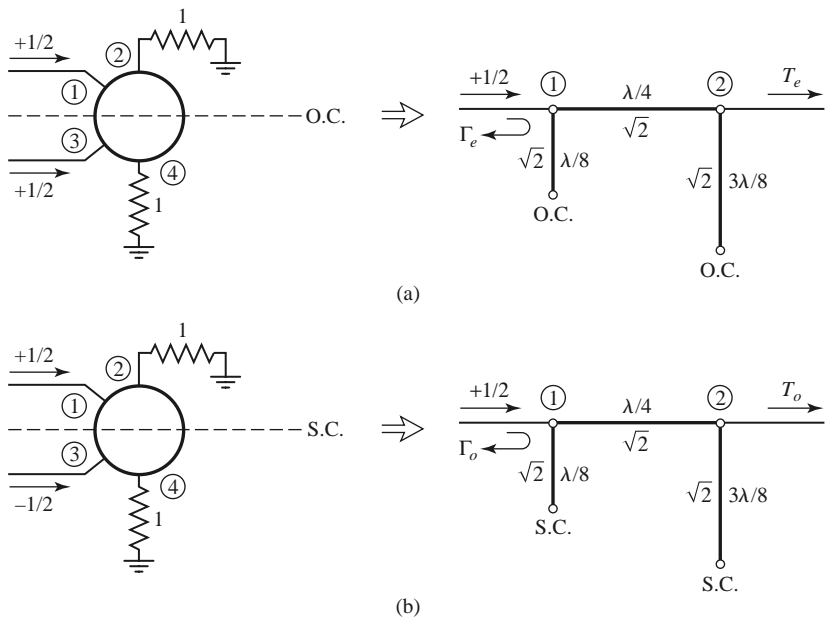 1
+1/2
②
①
③
O.C.
④
+1/2
1
+1/2
①
λ/4
②
T_e
Γ_e
√2
√2 λ/8
O.C.
√2 3λ/8
O.C.
(a)
1
+1/2
②
①
③
S.C.
④
−1/2
1
+1/2
①
λ/4
②
T_o
Γ_o
√2
√2 λ/8
S.C.
√2 3λ/8
S.C.
(b)